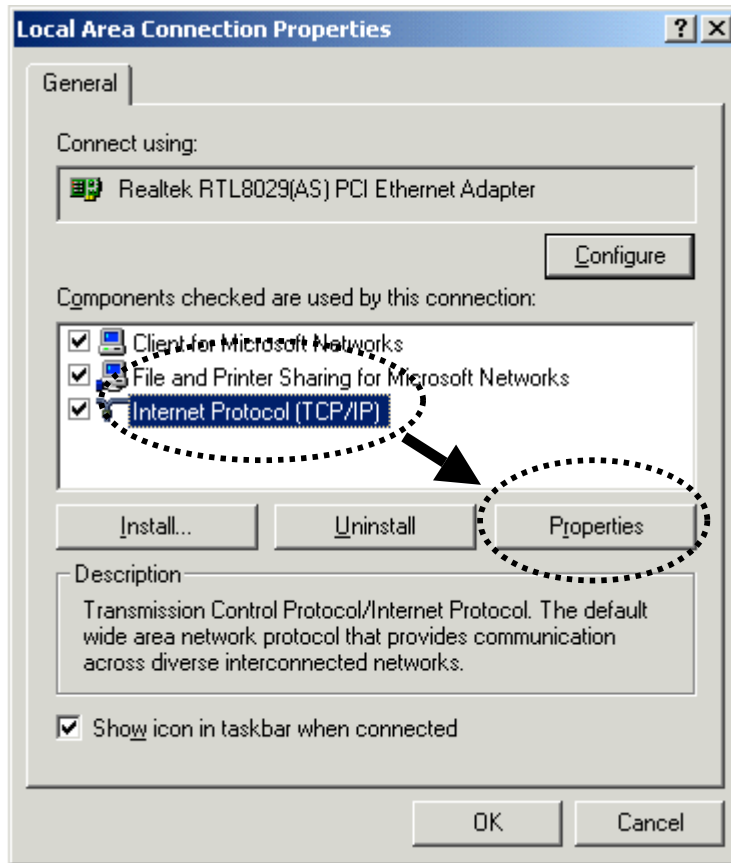 Local Area Connection Properties
General
Connect using:
Realtek RTL8029(AS) PCI Ethernet Adapter
Configure
Components checked are used by this connection:
Client for Microsoft Networks
File and Printer Sharing for Microsoft Networks
Internet Protocol (TCP/IP)
Install... Uninstall Properties
Description
Transmission Control Protocol/Internet Protocol. The default
wide area network protocol that provides communication
across diverse interconnected networks.
Show icon in taskbar when connected
OK Cancel